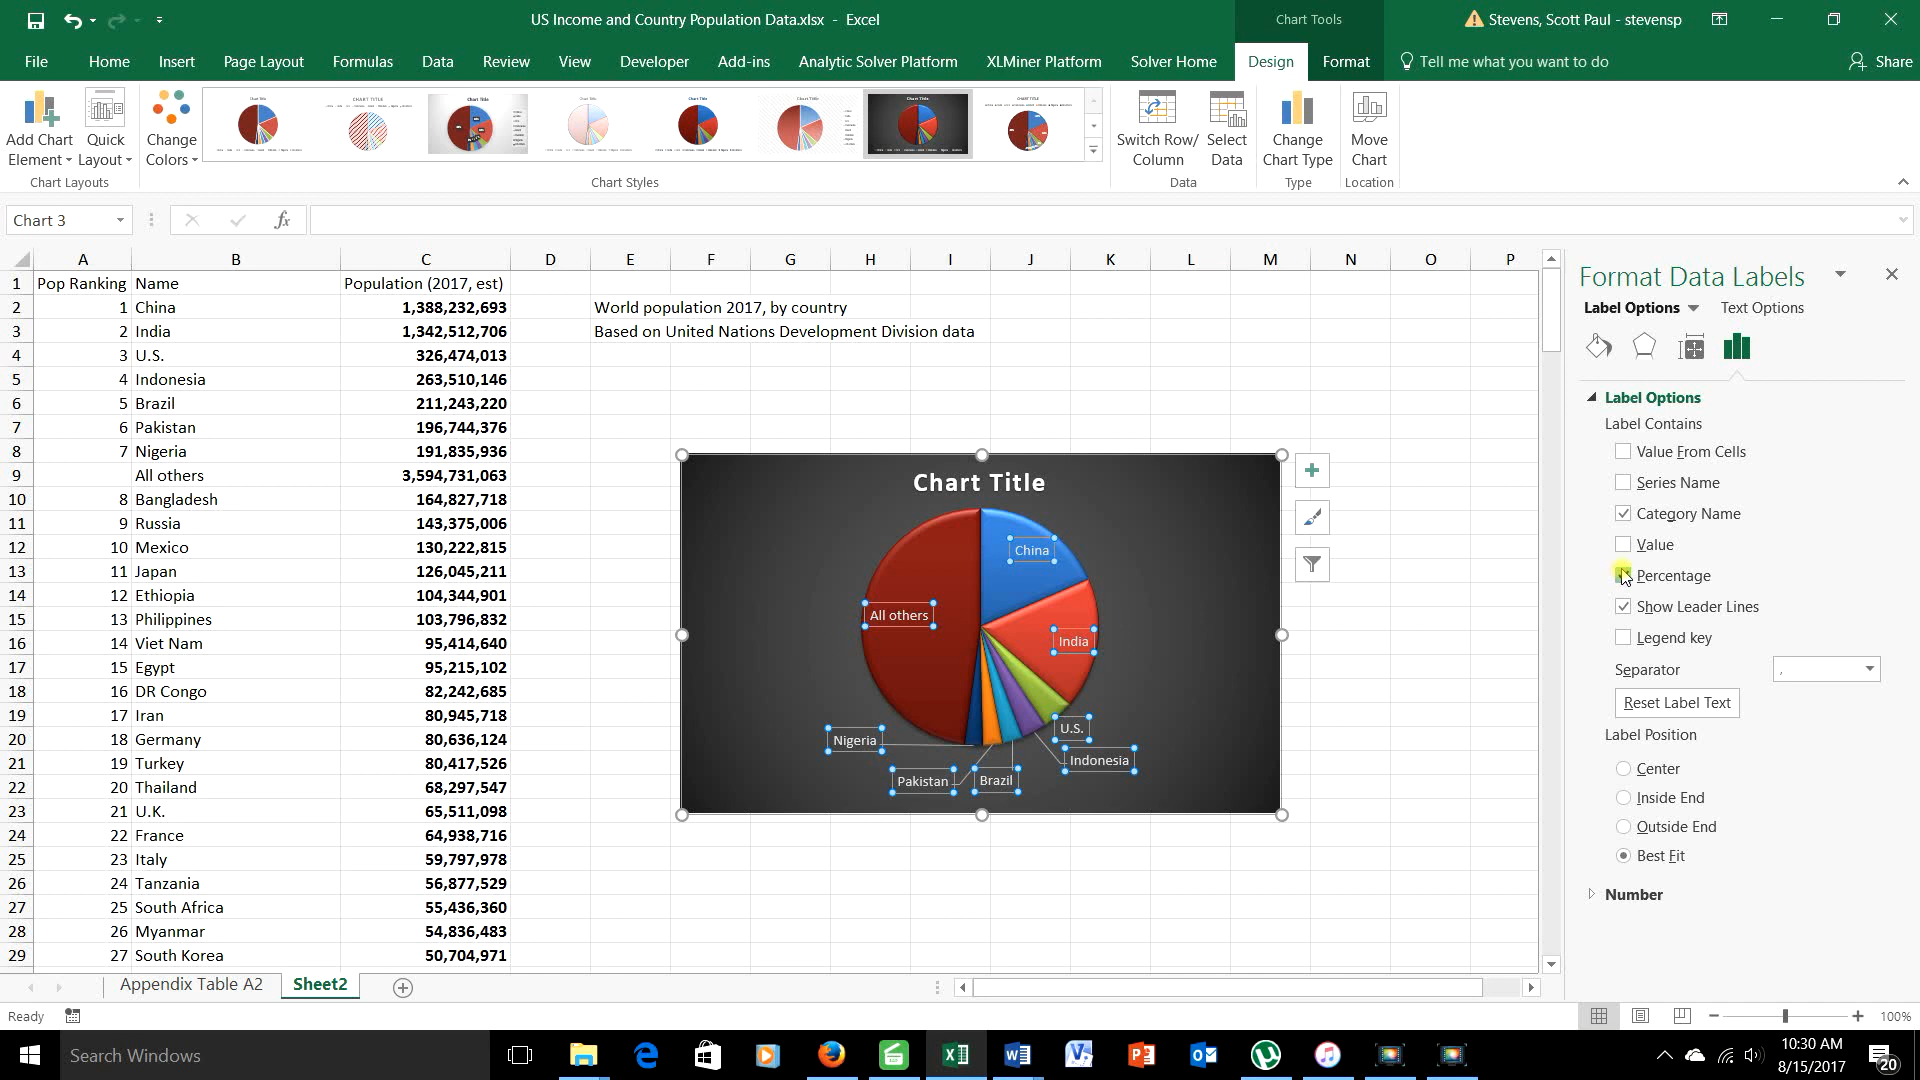 US Income and Country Population Data.xlsx - Excel
Chart Tools
Stevens, Scott Paul - stevensp
File Home Insert Page Layout Formulas Data Review View Developer Add-ins Analytic Solver Platform XLMiner Platform Solver Home Design Format Tell me what you want to do Share
Add Chart Element
Quick Layout
Change Colors
Switch Row/ Column
Select Data
Change Chart Type
Move Chart
Chart Layouts
Chart Styles
Data
Type
Location
Chart 3
fx
A B C D E F G H I J K L M N O P
1 Pop Ranking Name Population (2017, est)
2 1 China 1,388,232,693 World population 2017, by country
3 2 India 1,342,512,706 Based on United Nations Development Division data
4 3 U.S. 326,474,013
5 4 Indonesia 263,510,146
6 5 Brazil 211,243,220
7 6 Pakistan 196,744,376
8 7 Nigeria 191,835,936
9 All others 3,594,731,063
10 8 Bangladesh 164,827,718
11 9 Russia 143,375,006
12 10 Mexico 130,222,815
13 11 Japan 126,045,211
14 12 Ethiopia 104,344,901
15 13 Philippines 103,796,832
16 14 Viet Nam 95,414,640
17 15 Egypt 95,215,102
18 16 DR Congo 82,242,685
19 17 Iran 80,945,718
20 18 Germany 80,636,124
21 19 Turkey 80,417,526
22 20 Thailand 68,297,547
23 21 U.K. 65,511,098
24 22 France 64,938,716
25 23 Italy 59,797,978
26 24 Tanzania 56,877,529
27 25 South Africa 55,436,360
28 26 Myanmar 54,836,483
29 27 South Korea 50,704,971
Chart Title
China
All others
India
U.S.
Nigeria
Indonesia
Pakistan
Brazil
Format Data Labels
Label Options Text Options
Label Options
Label Contains
Value From Cells
Series Name
Category Name
Value
Percentage
Show Leader Lines
Legend key
Separator ,
Reset Label Text
Label Position
Center
Inside End
Outside End
Best Fit
Number
Appendix Table A2 Sheet2
Ready
100%
Search Windows
10:30 AM
8/15/2017
20